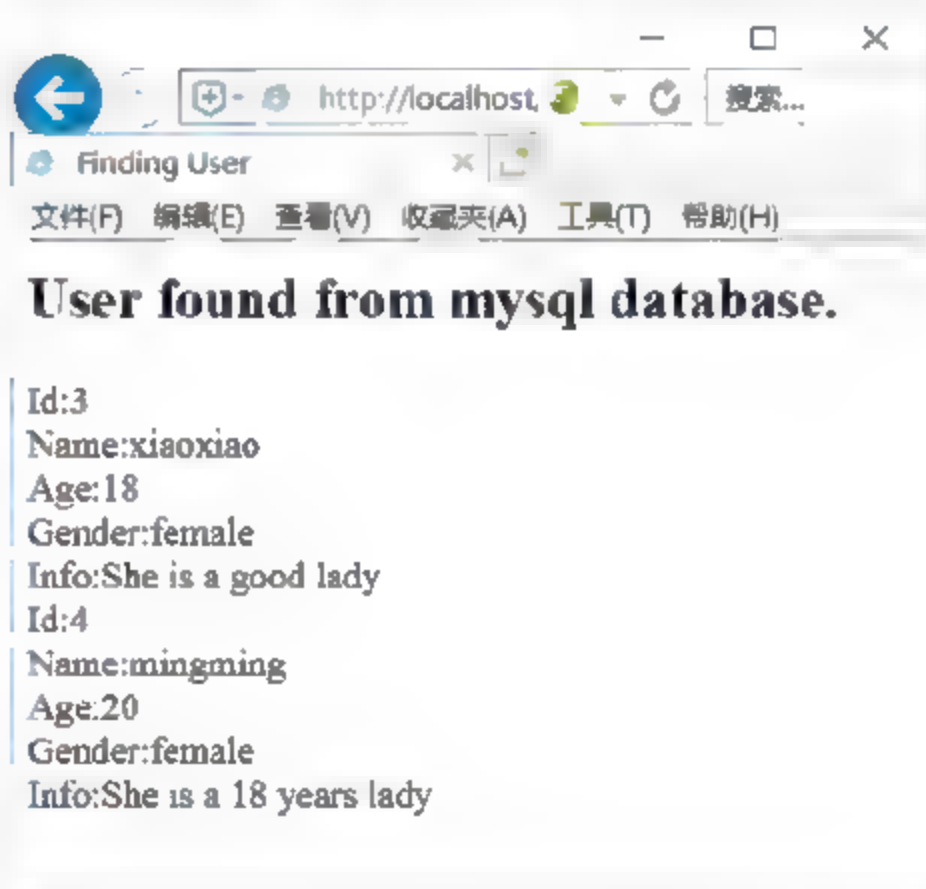 http://localhost, 搜索...
Finding User
文件(F) 编辑(E) 查看(V) 收藏夹(A) 工具(T) 帮助(H)
User found from mysql database.
Id:3
Name:xiaoxiao
Age:18
Gender:female
Info:She is a good lady
Id:4
Name:mingming
Age:20
Gender:female
Info:She is a 18 years lady